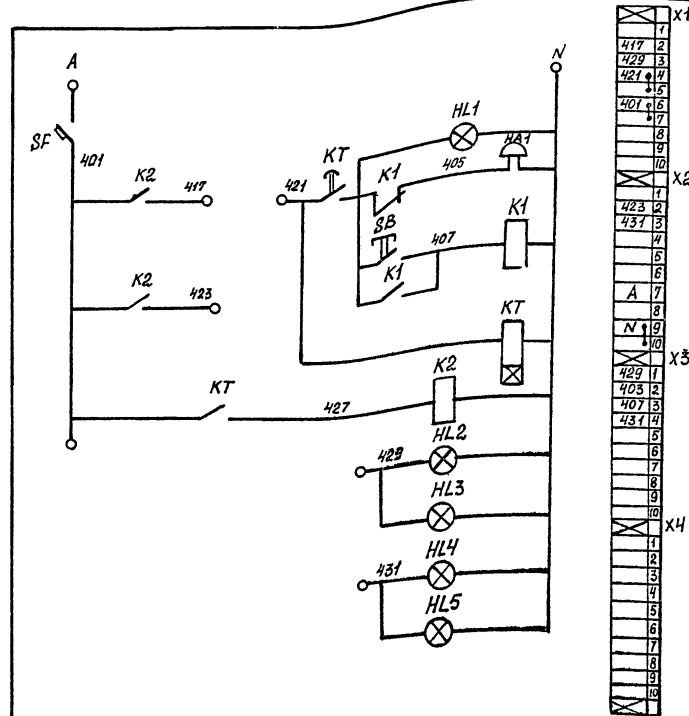 A
N
SF
401
K2
417
421
KT
K1
405
HL1
HA1
SB
407
K1
K1
K2
423
KT
KT
427
K2
429
HL2
HL3
431
HL4
HL5
X1
1
417 2
429 3
421 4
5
401 6
7
8
9
10
X2
1
423 2
431 3
4
5
6
A 7
8
N 9
10
X3
429 1
403 2
407 3
431 4
5
6
7
8
9
10
X4
1
2
3
4
5
6
7
8
9
10